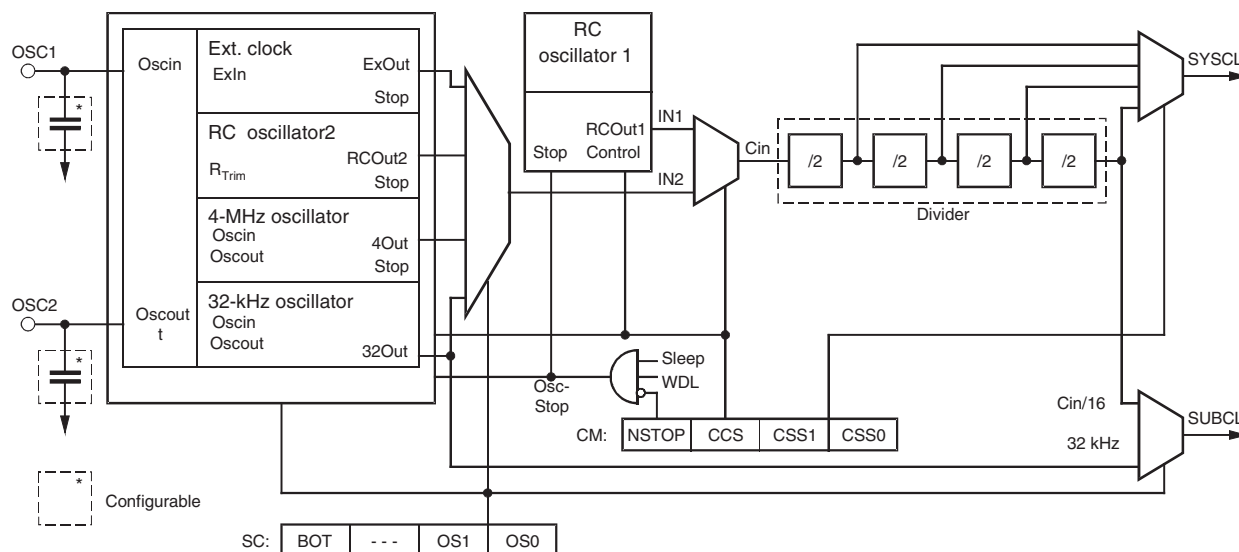 OSC1
Oscin
Ext. clock
ExIn
ExOut
Stop
RC oscillator2
RTrim
RCOut2
Stop
4-MHz oscillator
Oscin
Oscout
4Out
Stop
32-kHz oscillator
Oscin
Oscout
32Out
OSC2
Oscout
t
*
*
*
Configurable
RC
oscillator 1
RCOut1
Stop Control
IN1
IN2
Cin
/2
/2
/2
/2
Divider
SYSCL
Sleep
WDL
Osc-
Stop
CM: NSTOP CCS CSS1 CSS0
Cin/16
32 kHz
SUBCL
SC: BOT - - - OS1 OS0